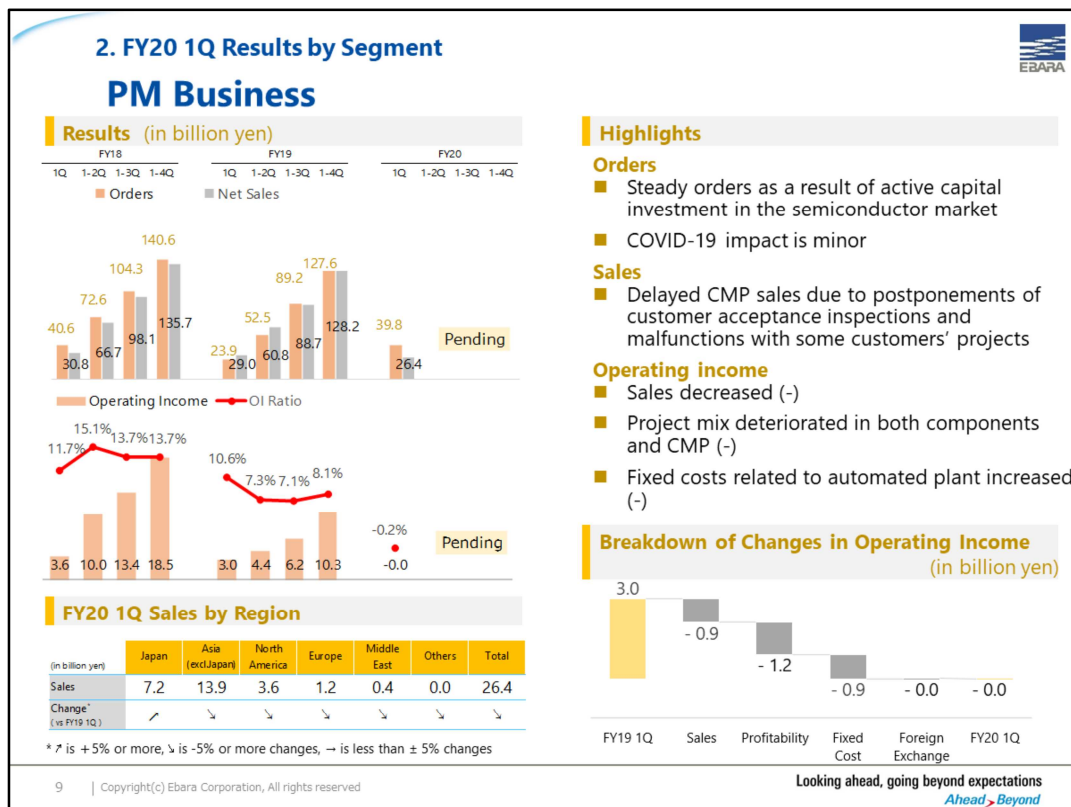 2. FY20 1Q Results by Segment
PM Business
EBARA
Results (in billion yen)
FY18 FY19 FY20
1Q 1-2Q 1-3Q 1-4Q 1Q 1-2Q 1-3Q 1-4Q 1Q 1-2Q 1-3Q 1-4Q
Orders Net Sales
40.6 72.6 104.3 140.6 23.9 52.5 89.2 127.6 39.8
30.8 66.7 98.1 135.7 29.0 60.8 88.7 128.2 26.4
Pending
Operating Income OI Ratio
11.7% 15.1% 13.7% 13.7% 10.6% 7.3% 7.1% 8.1% -0.2%
3.6 10.0 13.4 18.5 3.0 4.4 6.2 10.3 -0.0
Pending
FY20 1Q Sales by Region
(in billion yen) Japan Asia (excl.Japan) North America Europe Middle East Others Total
Sales 7.2 13.9 3.6 1.2 0.4 0.0 26.4
Change* ( vs FY19 1Q ) ↗ ↘ ↘ ↘ ↘ ↘ ↘
* ↗ is +5% or more, ↘ is -5% or more changes, → is less than ± 5% changes
Highlights
Orders
■ Steady orders as a result of active capital
investment in the semiconductor market
■ COVID-19 impact is minor
Sales
■ Delayed CMP sales due to postponements of
customer acceptance inspections and
malfunctions with some customers’ projects
Operating income
■ Sales decreased (-)
■ Project mix deteriorated in both components
and CMP (-)
■ Fixed costs related to automated plant increased
(-)
Breakdown of Changes in Operating Income
(in billion yen)
3.0 - 0.9 - 1.2 - 0.9 - 0.0 - 0.0
FY19 1Q Sales Profitability Fixed Cost Foreign Exchange FY20 1Q
9 | Copyright(c) Ebara Corporation, All rights reserved
Looking ahead, going beyond expectations
Ahead Beyond